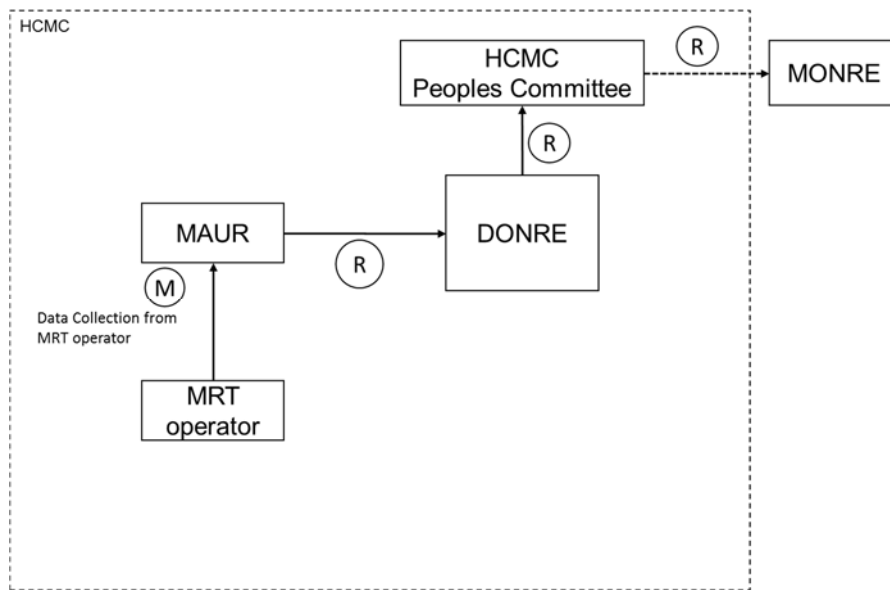 HCMC
HCMC
Peoples Committee
R
MONRE
R
MAUR
DONRE
R
M
Data Collection from
MRT operator
MRT
operator